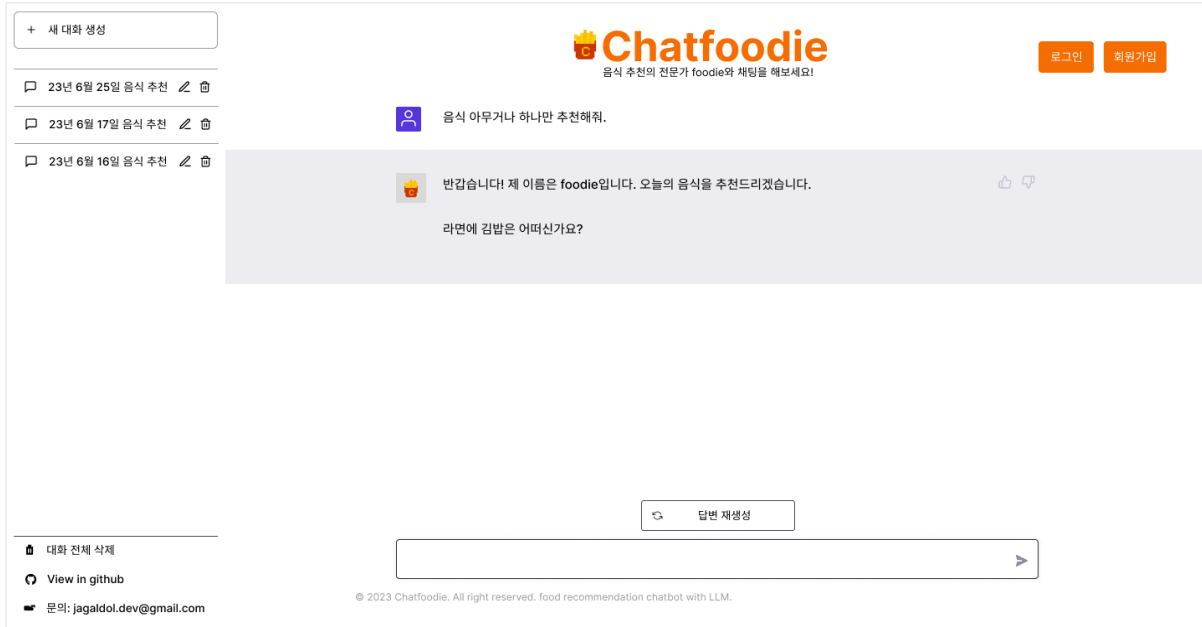 새 대화 생성
23년 6월 25일 음식 추천
23년 6월 17일 음식 추천
23년 6월 16일 음식 추천
대화 전체 삭제
View in github
문의: jagaldol.dev@gmail.com
C
Chatfoodie
음식 추천의 전문가 foodie와 채팅을 해보세요!
로그인
회원가입
음식 아무거나 하나만 추천해줘.
C
반갑습니다! 제 이름은 foodie입니다. 오늘의 음식을 추천드리겠습니다.
라면에 김밥은 어떠신가요?
답변 재생성
© 2023 Chatfoodie. All right reserved. food recommendation chatbot with LLM.